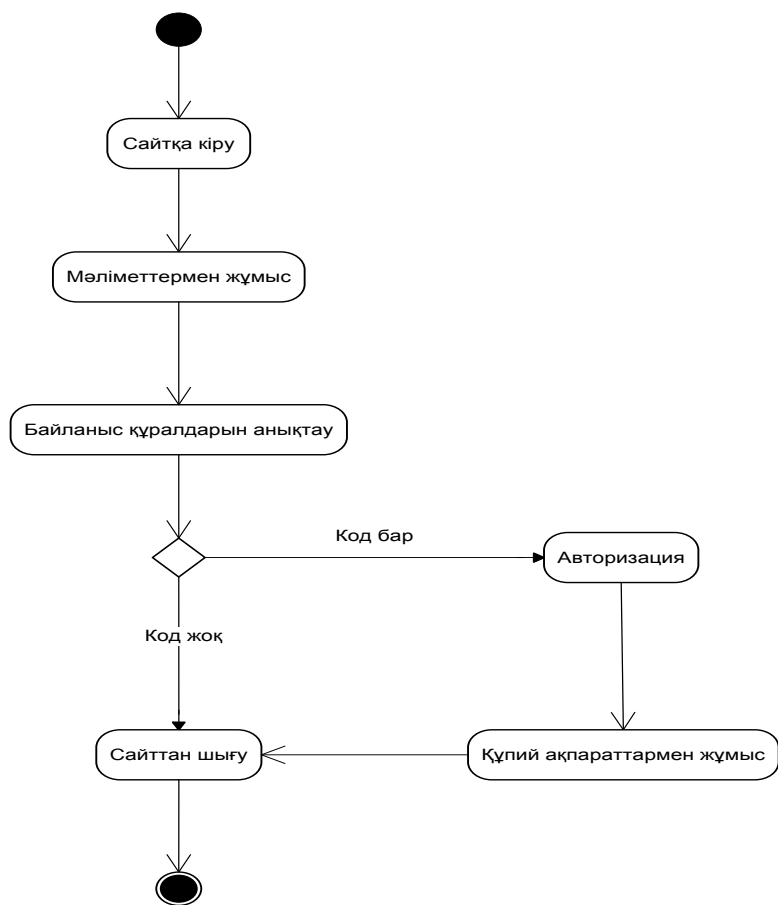 Сайтқа кіру
Мәліметтермен жұмыс
Байланыс құралдарын анықтау
Код бар
Авторизация
Код жоқ
Сайттан шығу
Құпий ақпараттармен жұмыс